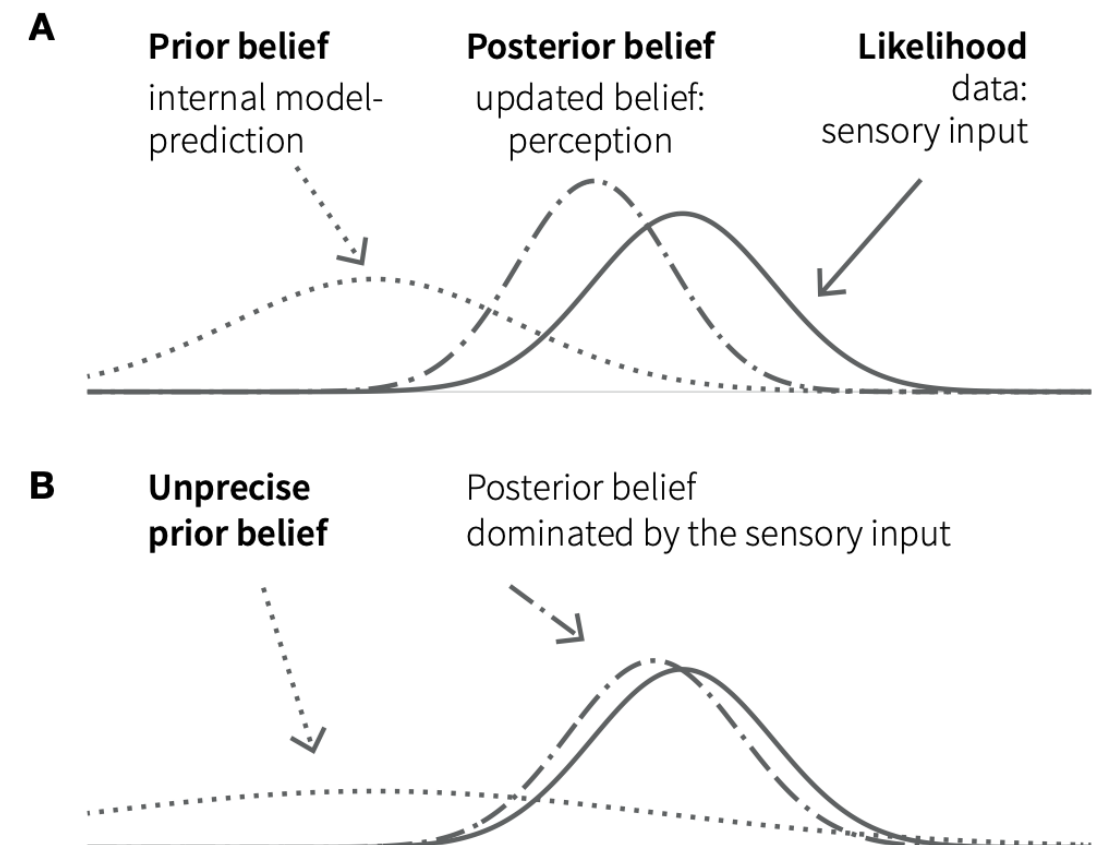 A
Prior belief
internal model-
prediction
Posterior belief
updated belief:
perception
Likelihood
data:
sensory input
B
Unprecise
prior belief
Posterior belief
dominated by the sensory input